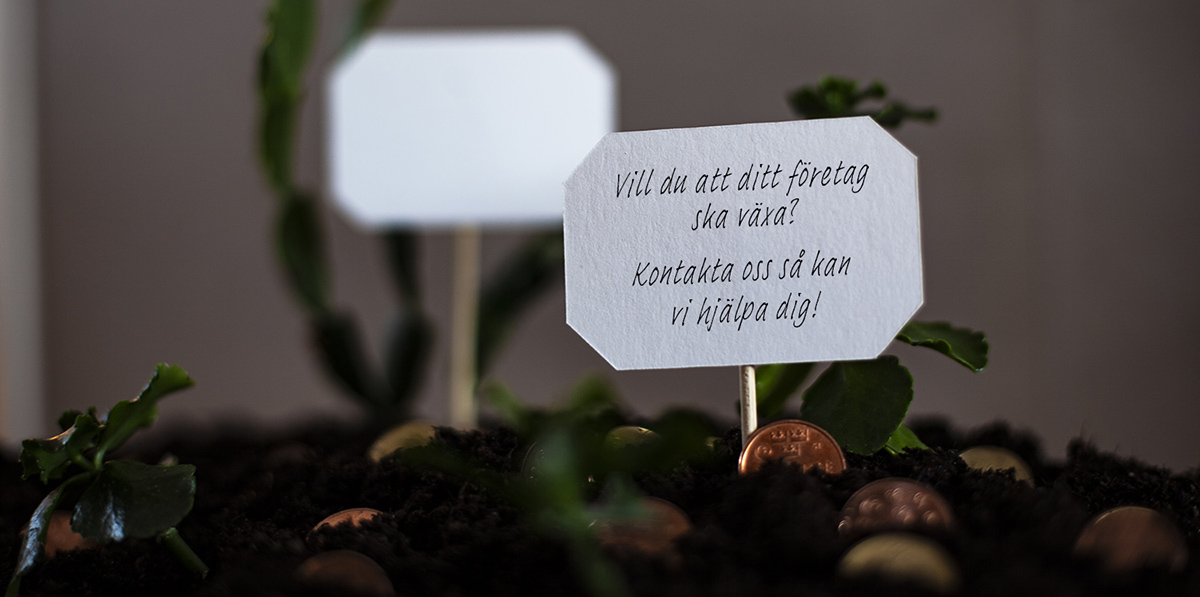 Vill du att ditt företag
ska växa?
Kontakta oss så kan
vi hjälpa dig!